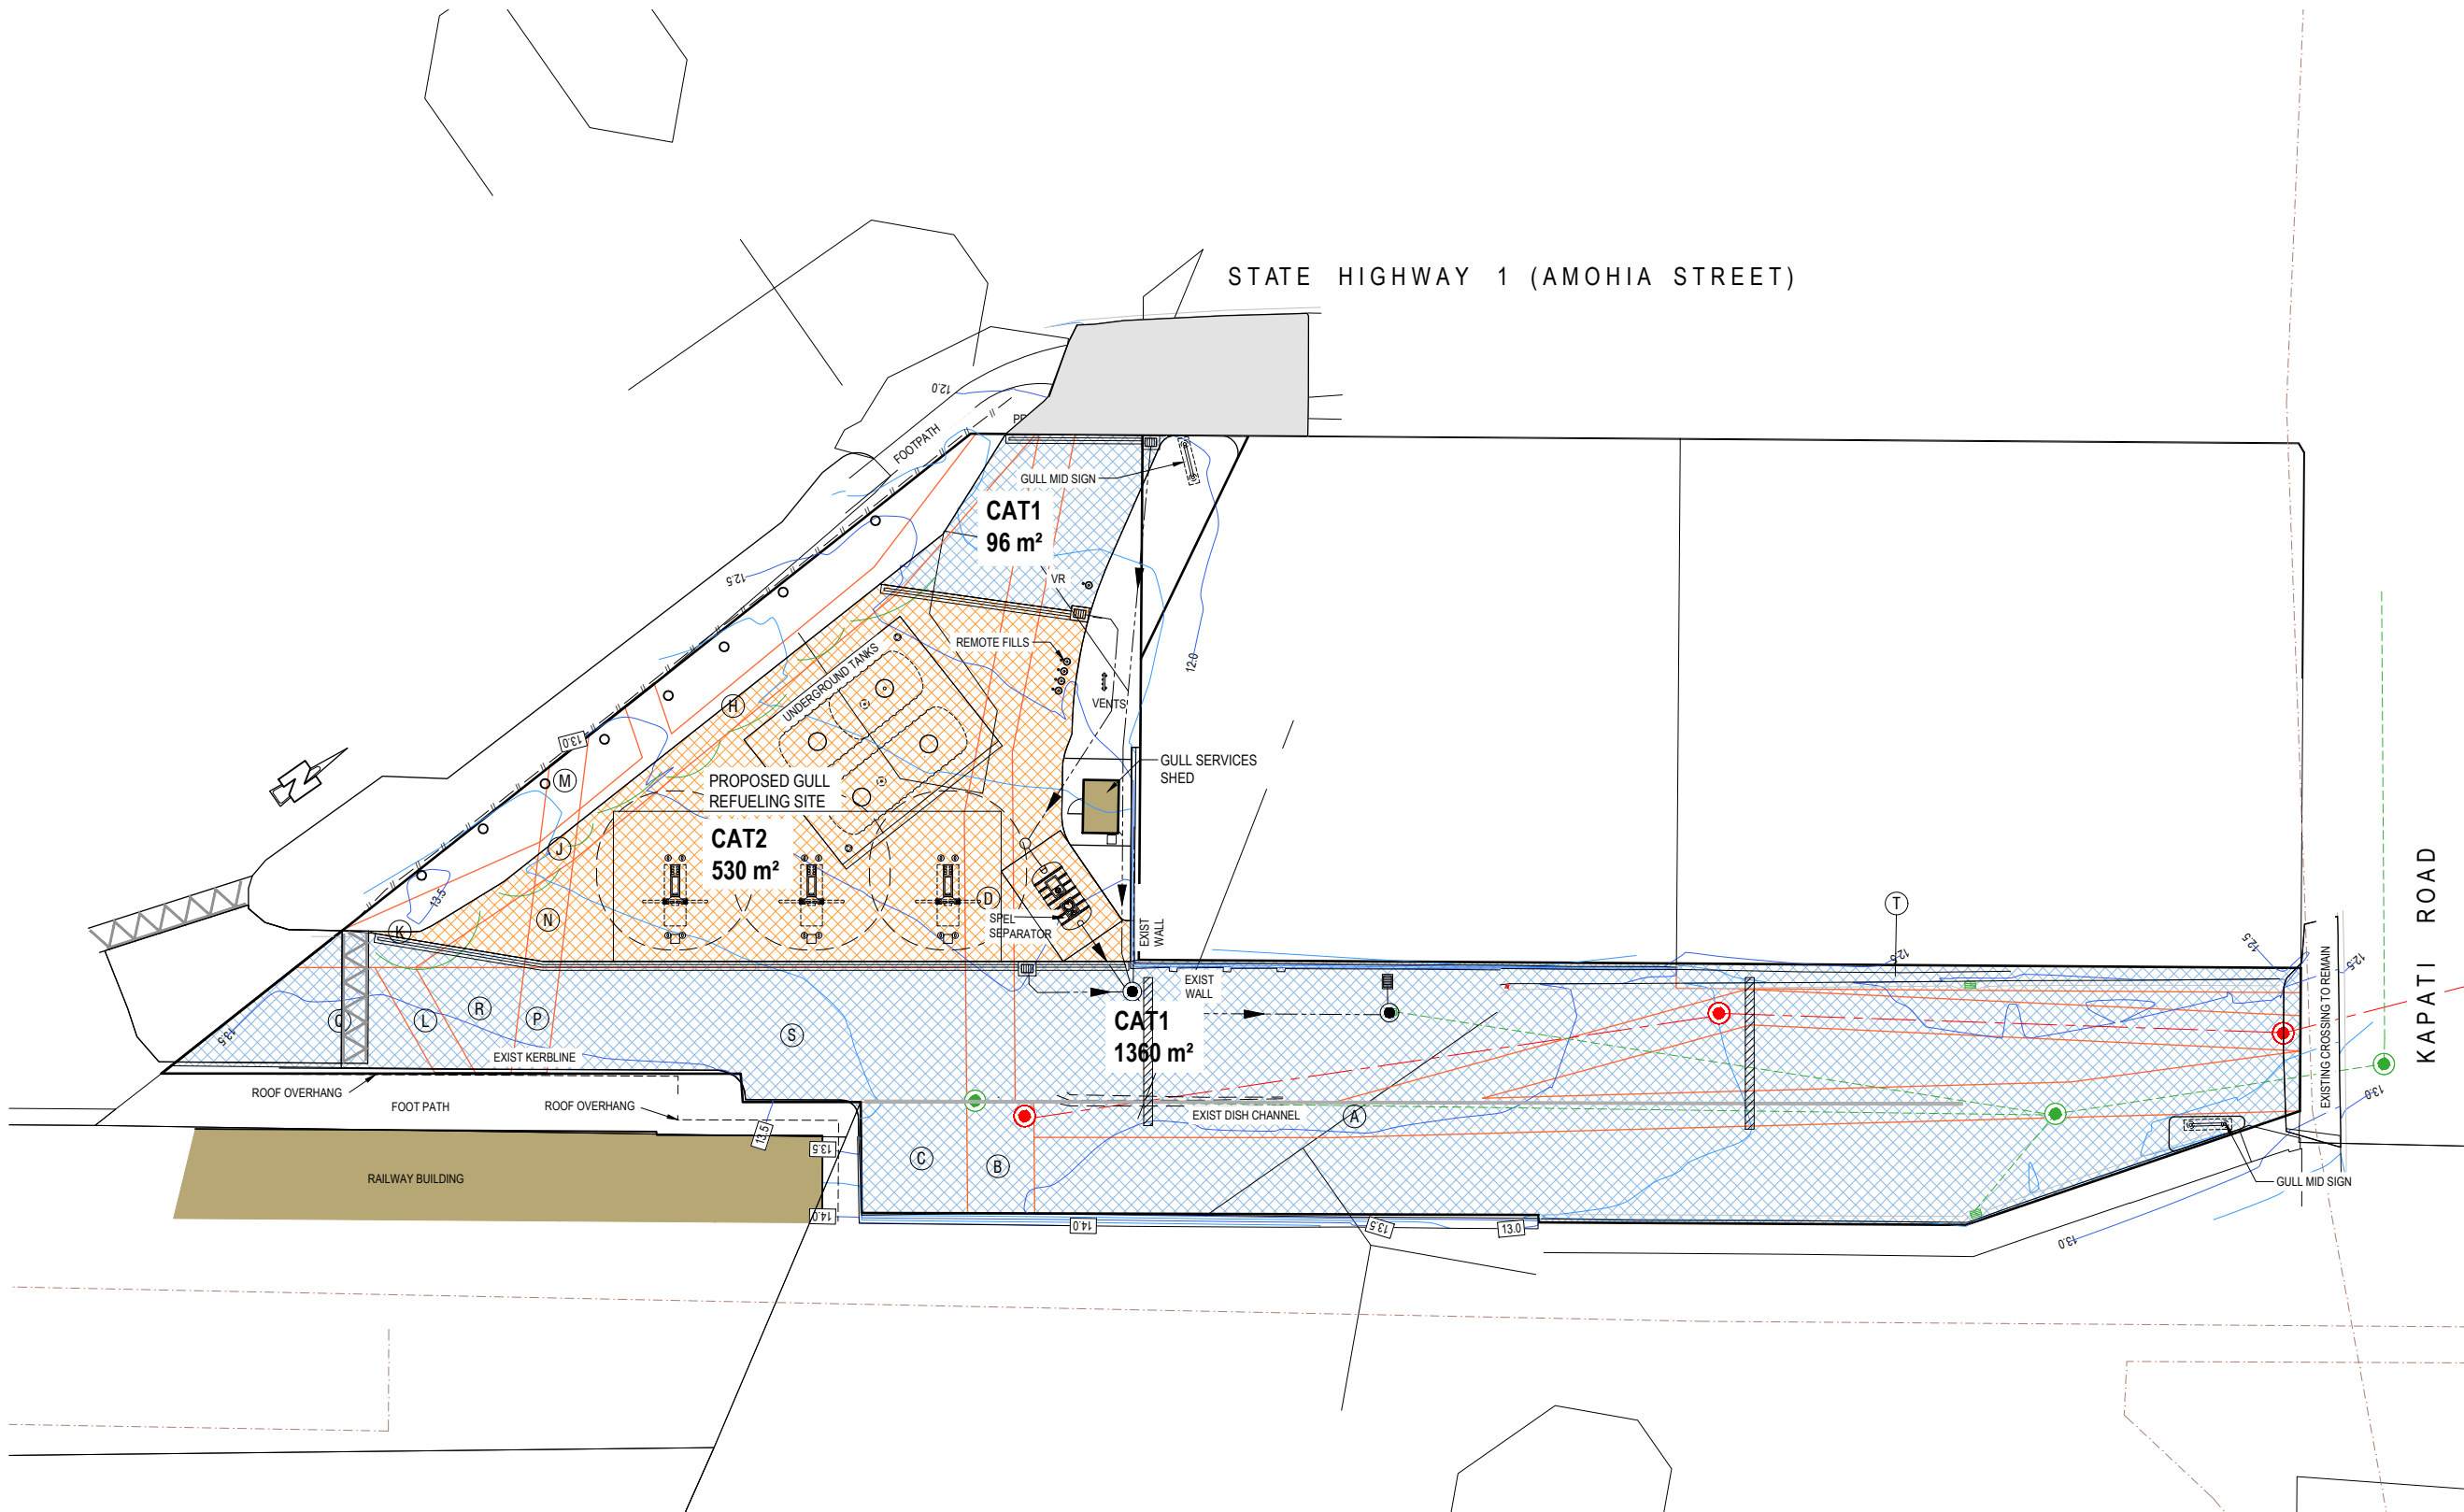 STATE HIGHWAY 1 (AMOHIA STREET)
12.0
FOOTPATH
GULL MID SIGN
CAT1
96 m²
12.5
VR
REMOTE FILLS
12.0
UNDERGROUND TANKS
VENTS
H
13.0
M
GULL SERVICES
SHED
PROPOSED GULL
REFUELING SITE
CAT2
530 m²
J
13.5
N
K
D
SPEL
SEPARATOR
EXIST
WALL
T
12.5
12.5
12.5
KAPATI ROAD
EXISTING CROSSING TO REMAIN
EXIST
WALL
CAT1
1360 m²
L
R
P
S
13.5
EXIST KERBLINE
ROOF OVERHANG
FOOT PATH
ROOF OVERHANG
EXIST DISH CHANNEL
A
13.0
13.5
13.5
C
B
RAILWAY BUILDING
GULL MID SIGN
14.0
14.0
13.5
13.0
13.0
N